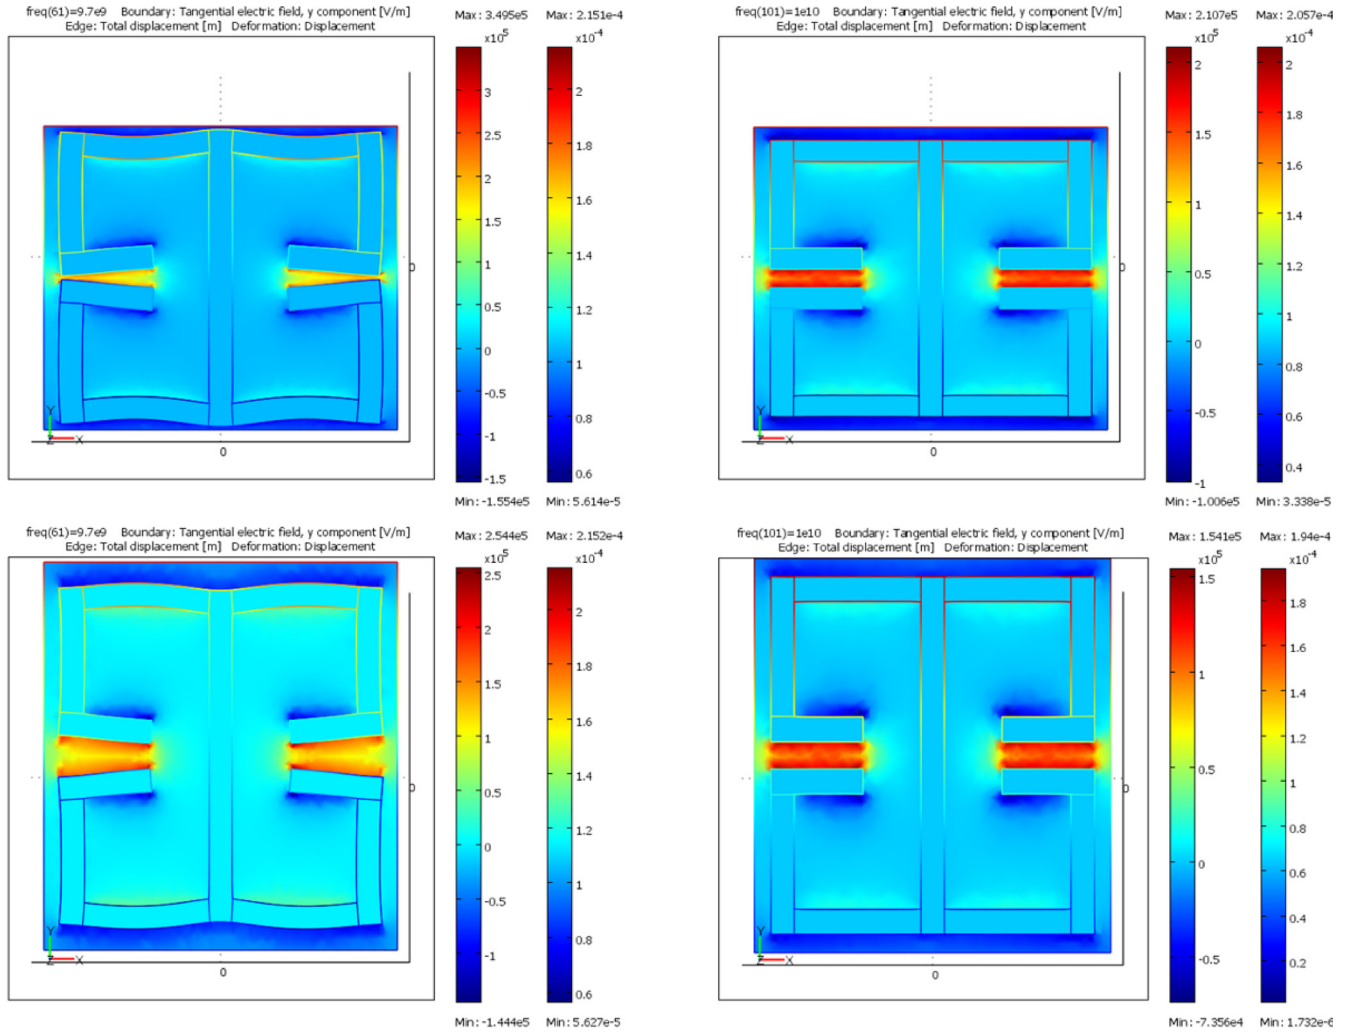 freq(61)=9.7e9 Boundary: Tangential electric field, y component [V/m]
Edge: Total displacement [m] Deformation: Displacement
Max: 3.495e5 Max: 2.151e-4
x10^5 x10^-4
3
2.5
2
1.5
1
0.5
0
-0.5
-1
-1.5
2
1.8
1.6
1.4
1.2
1
0.8
0.6
Min: -1.554e5 Min: 5.614e-5
0
Y
Z X
0
freq(101)=1e10 Boundary: Tangential electric field, y component [V/m]
Edge: Total displacement [m] Deformation: Displacement
Max: 2.107e5 Max: 2.057e-4
x10^5 x10^-4
2
1.5
1
0.5
0
-0.5
-1
2
1.8
1.6
1.4
1.2
1
0.8
0.6
0.4
Min: -1.006e5 Min: 3.338e-5
0
Y
Z X
0
freq(61)=9.7e9 Boundary: Tangential electric field, y component [V/m]
Edge: Total displacement [m] Deformation: Displacement
Max: 2.544e5 Max: 2.152e-4
x10^5 x10^-4
2.5
2
1.5
1
0.5
0
-0.5
-1
2
1.8
1.6
1.4
1.2
1
0.8
0.6
Min: -1.444e5 Min: 5.627e-5
0
Y
Z X
0
freq(101)=1e10 Boundary: Tangential electric field, y component [V/m]
Edge: Total displacement [m] Deformation: Displacement
Max: 1.541e5 Max: 1.94e-4
x10^5 x10^-4
1.5
1
0.5
0
-0.5
1.8
1.6
1.4
1.2
1
0.8
0.6
0.4
0.2
Min: -7.356e4 Min: 1.732e-6
0
Y
Z X
0